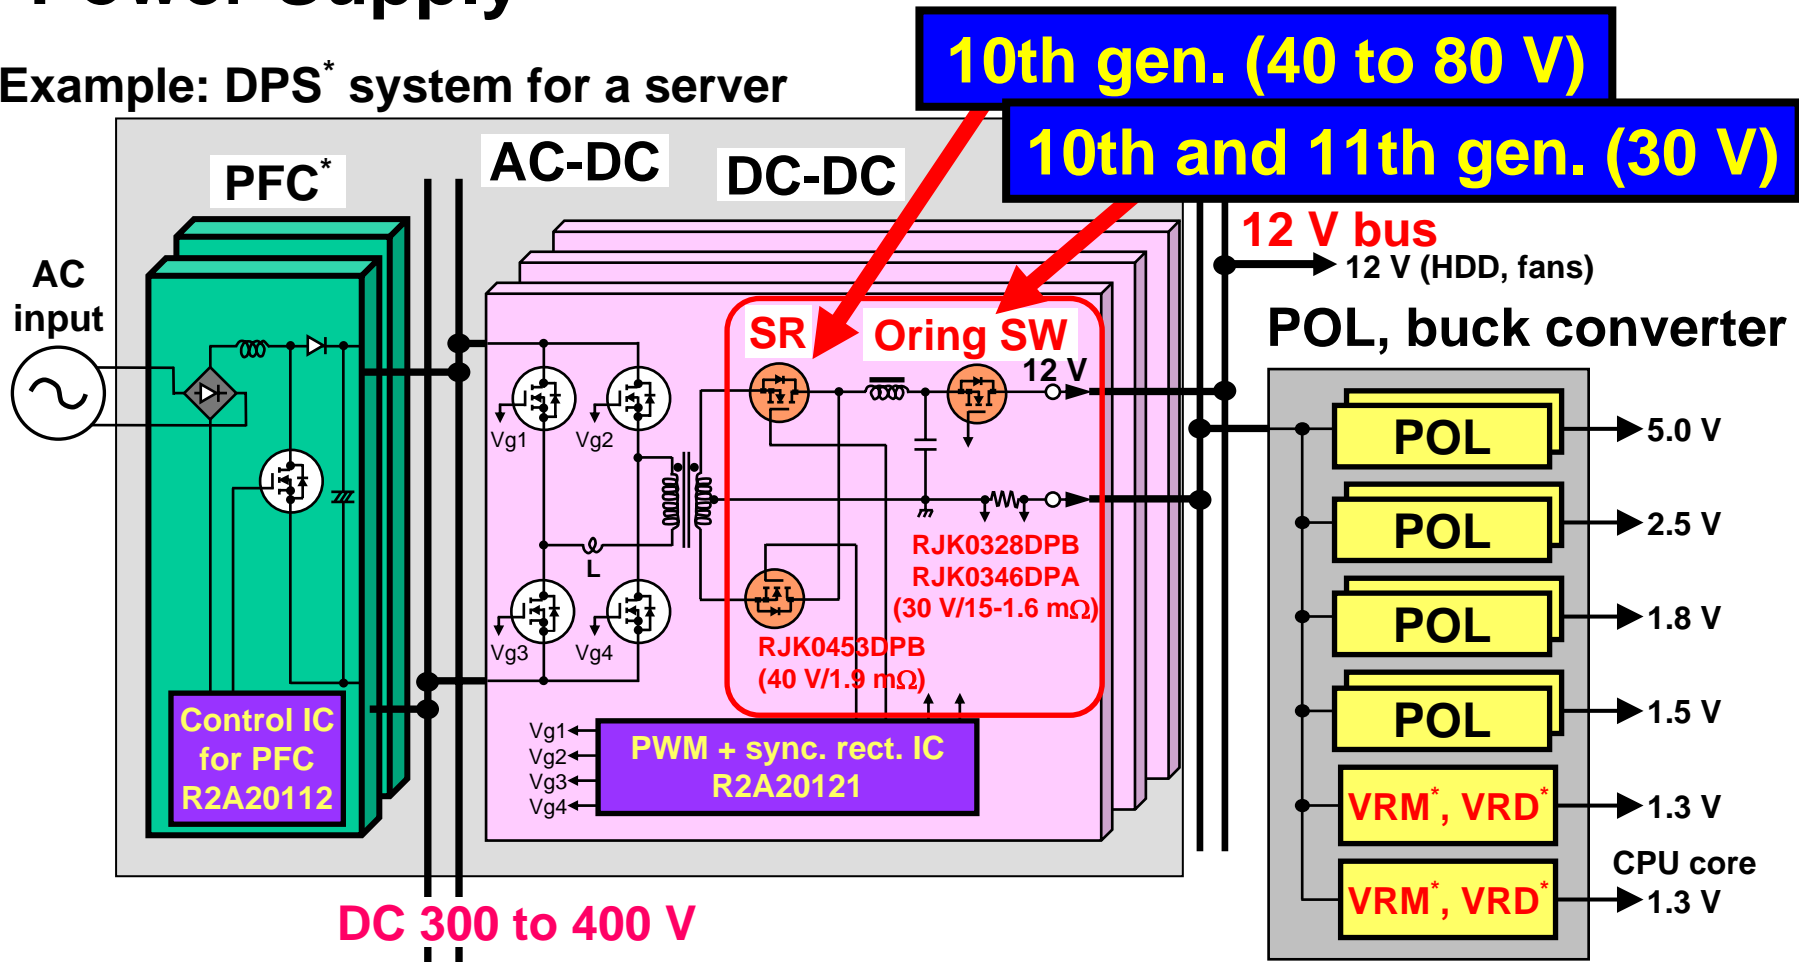 Power Supply
Example: DPS* system for a server
10th gen. (40 to 80 V)
10th and 11th gen. (30 V)
PFC*
AC-DC
DC-DC
12 V bus
12 V (HDD, fans)
AC
input
SR
Oring SW
12 V
POL, buck converter
Vg1
Vg2
L
Vg3
Vg4
RJK0328DPB
RJK0346DPA
(30 V/15-1.6 mΩ)
RJK0453DPB
(40 V/1.9 mΩ)
Control IC
for PFC
R2A20112
Vg1
Vg2
Vg3
Vg4
PWM + sync. rect. IC
R2A20121
DC 300 to 400 V
POL
5.0 V
POL
2.5 V
POL
1.8 V
POL
1.5 V
VRM*, VRD*
1.3 V
CPU core
VRM*, VRD*
1.3 V